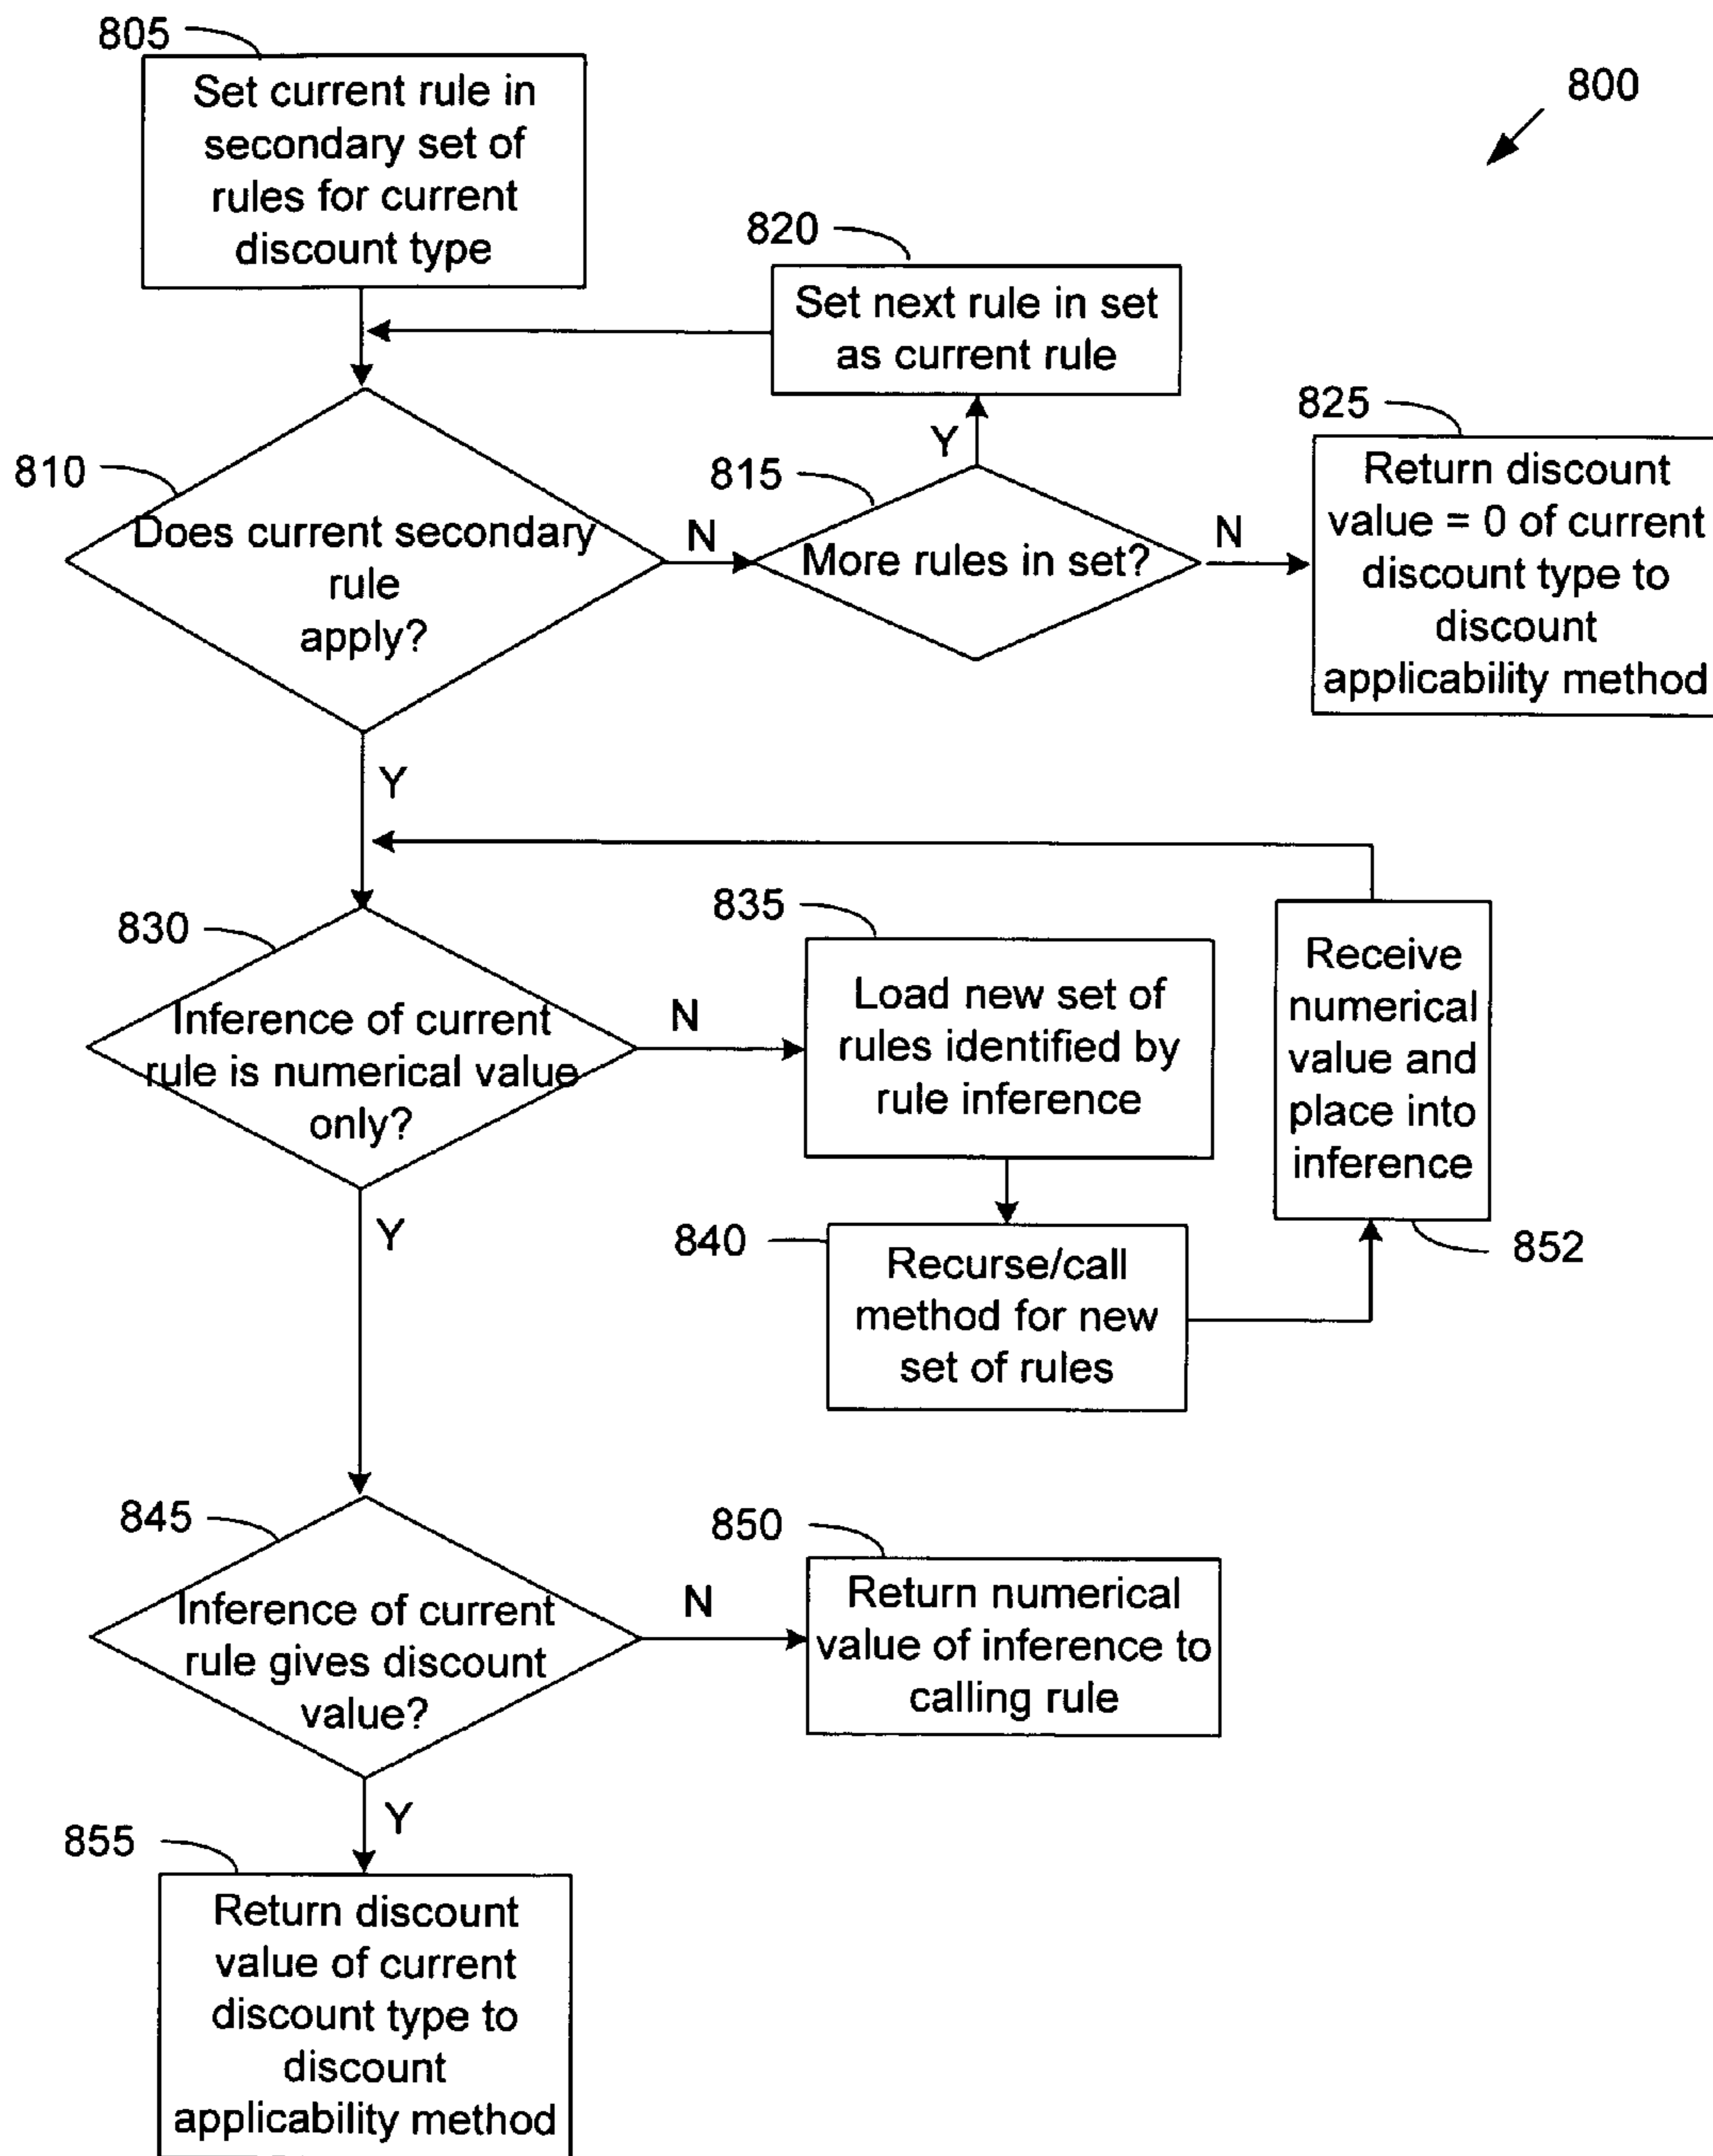 805
Set current rule in
secondary set of
rules for current
discount type
800
820
Set next rule in set
as current rule
825
Return discount
value = 0 of current
discount type to
discount
applicability method
810
Does current secondary
rule
apply?
N
815
More rules in set?
Y
N
Y
830
Inference of current
rule is numerical value
only?
N
835
Load new set of
rules identified by
rule inference
Receive
numerical
value and
place into
inference
852
840
Recurse/call
method for new
set of rules
Y
845
Inference of current
rule gives discount
value?
N
850
Return numerical
value of inference to
calling rule
Y
855
Return discount
value of current
discount type to
discount
applicability method